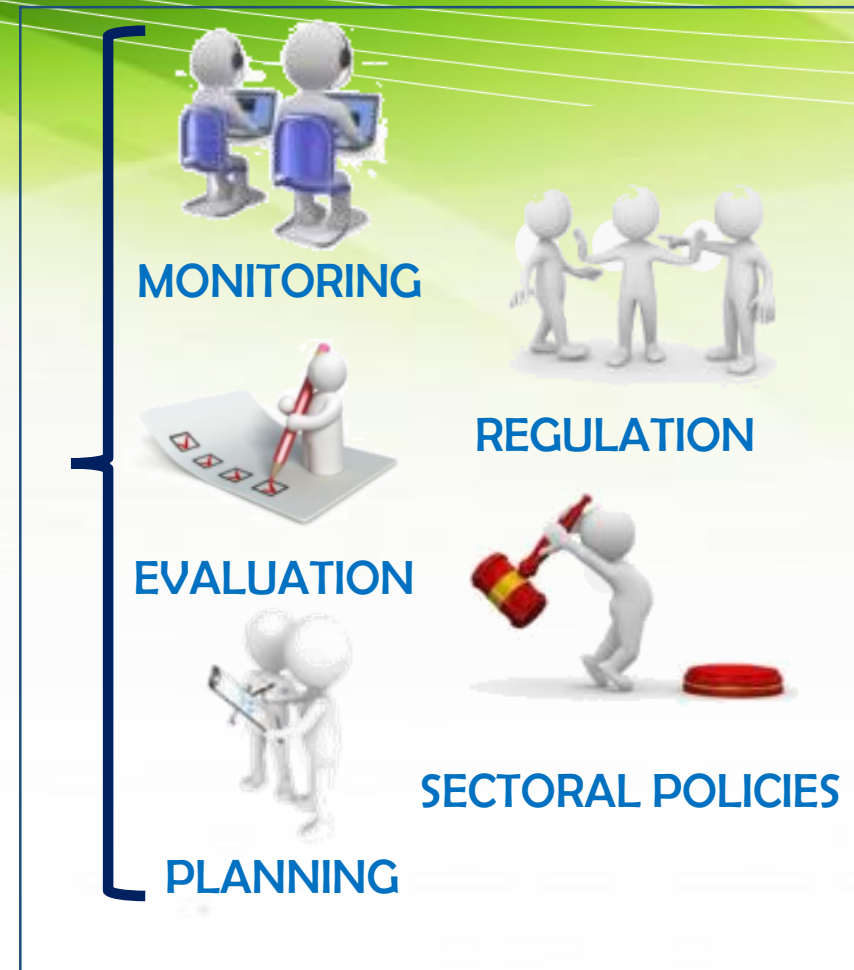 MONITORING
REGULATION
EVALUATION
SECTORAL POLICIES
PLANNING